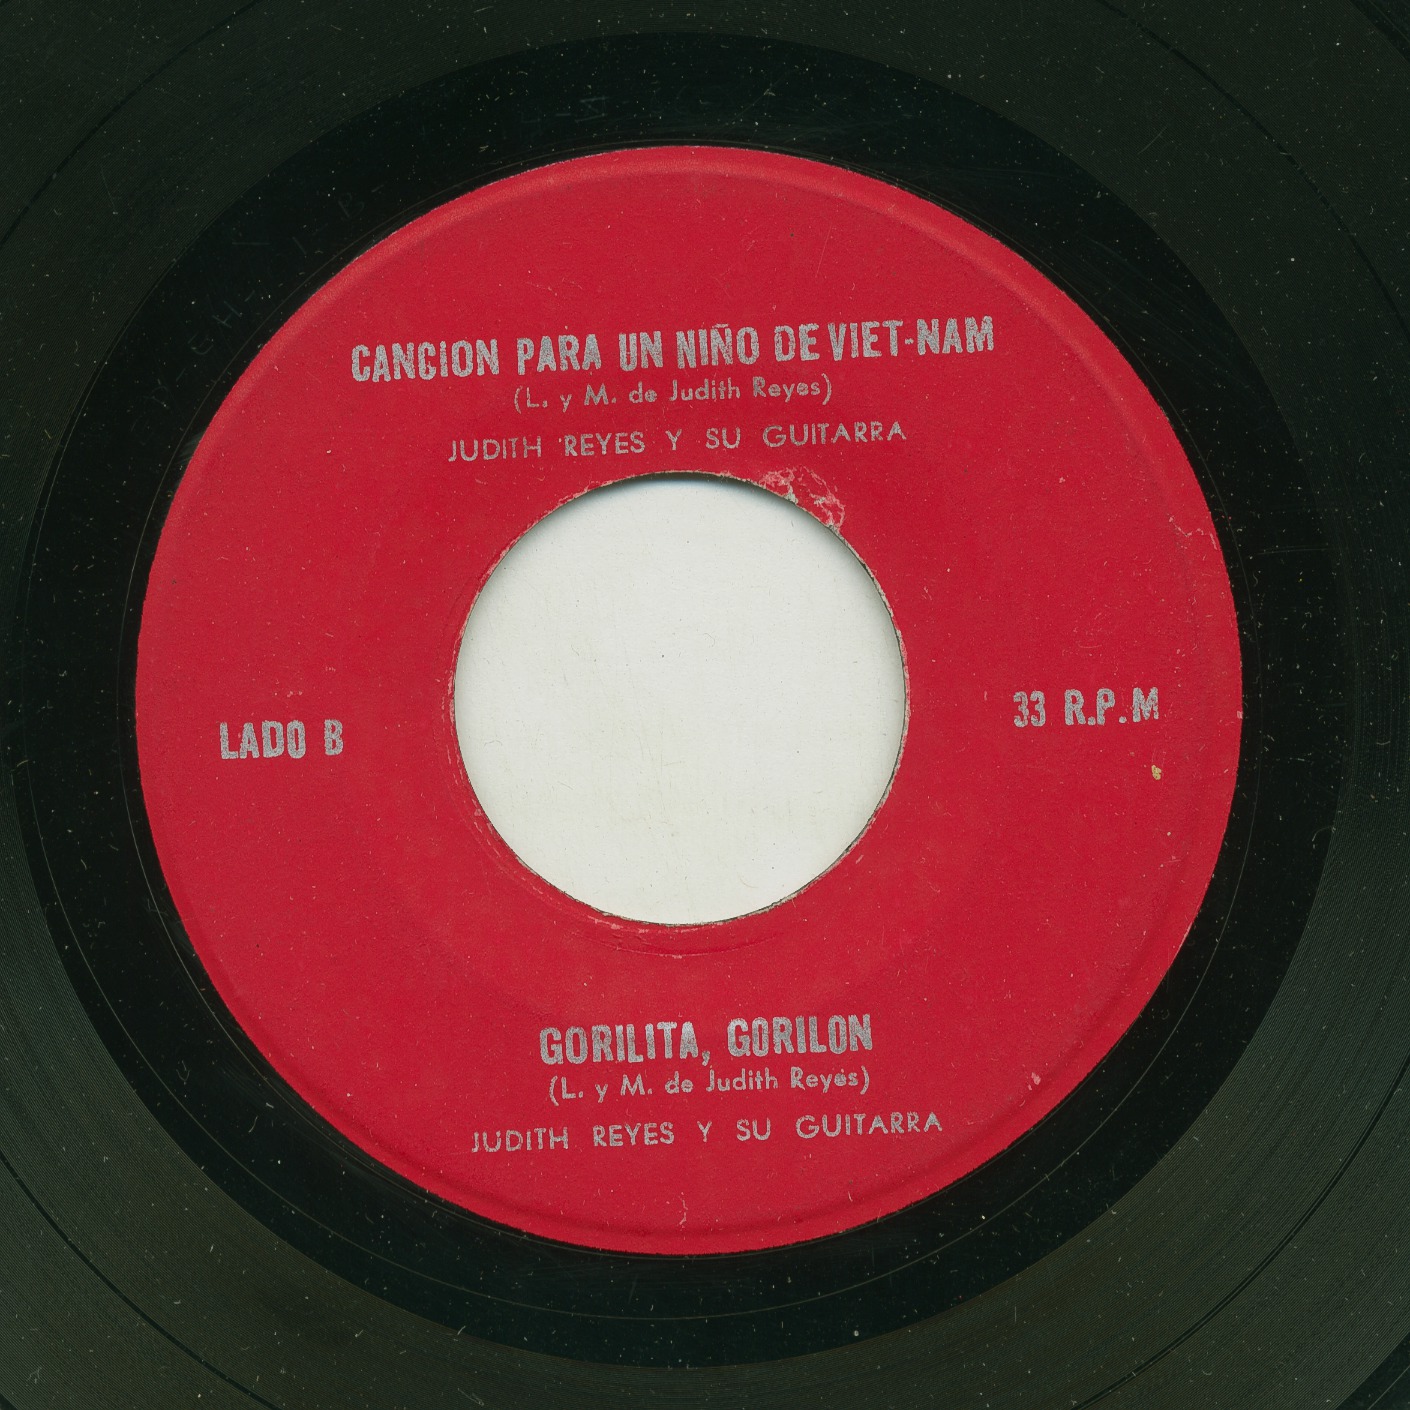 CANCION PARA UN NIÑO DE VIET-NAM
(L. y M. de Judith Reyes)
JUDITH REYES Y SU GUITARRA
LADO B
33 R.P.M
GORILITA, GORILON
(L. y M. de Judith Reyes)
JUDITH REYES Y SU GUITARRA